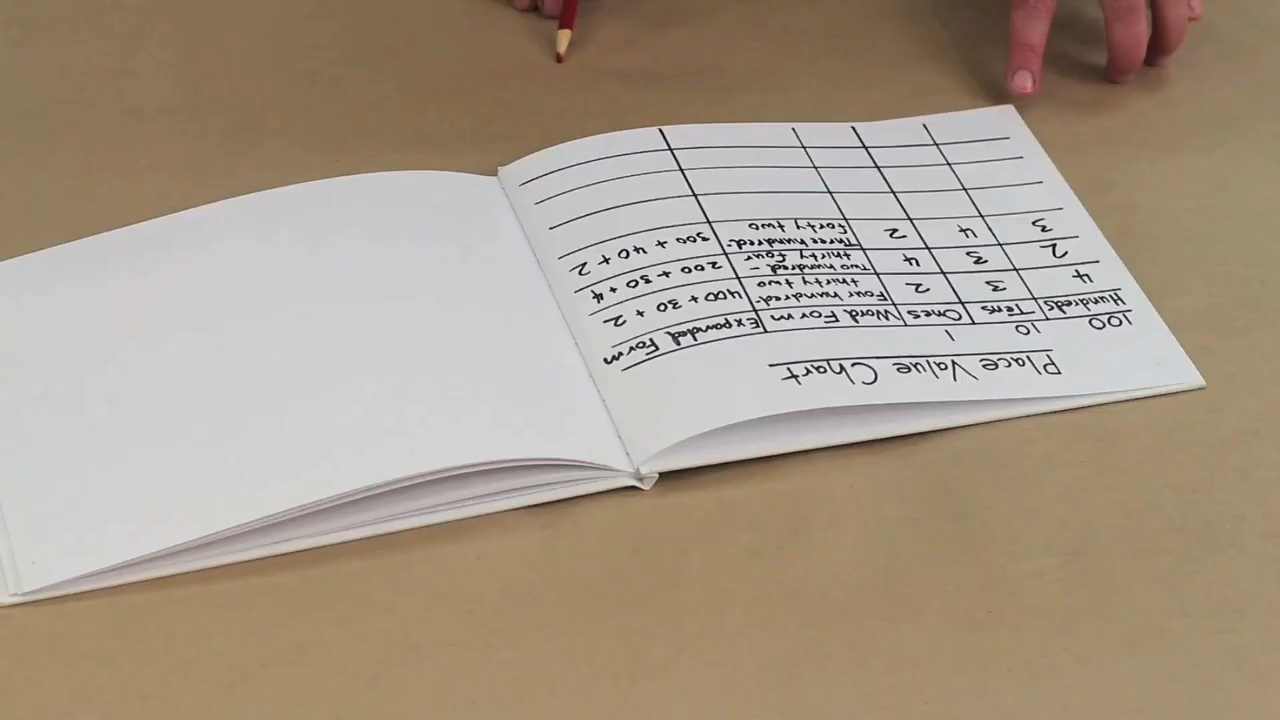 Place Value Chart
100 10 1
Hundreds Tens Ones Word Form Expanded Form
4 3 2 Four hundred- 400 + 30 + 2
thirty two
2 3 4 Two hundred - 200 + 30 + 4
thirty four
3 4 2 Three hundred- 300 + 40 + 2
forty two